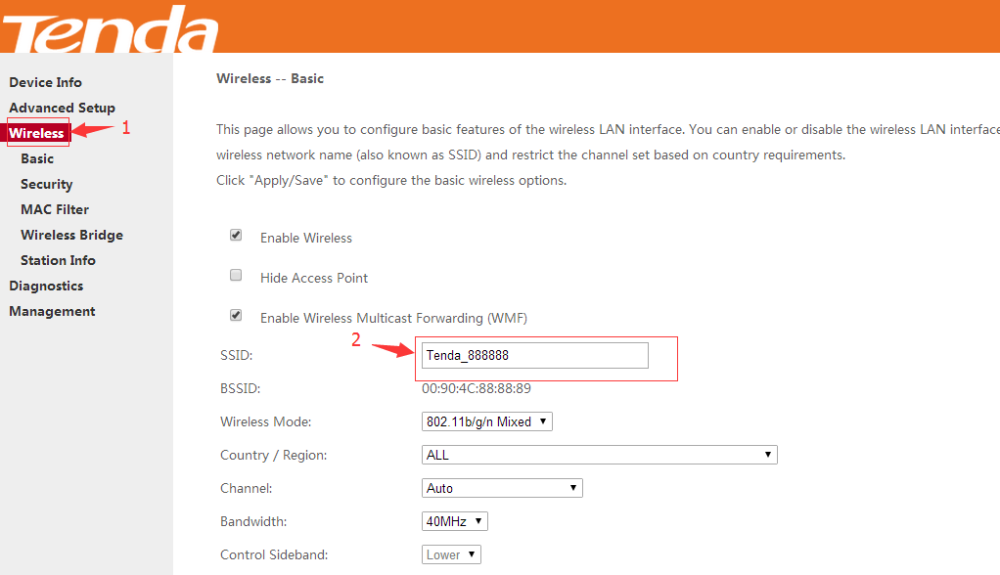 Tenda
Device Info
Advanced Setup
Wireless
1
Basic
Security
MAC Filter
Wireless Bridge
Station Info
Diagnostics
Management
Wireless -- Basic
This page allows you to configure basic features of the wireless LAN interface. You can enable or disable the wireless LAN interface
wireless network name (also known as SSID) and restrict the channel set based on country requirements.
Click "Apply/Save" to configure the basic wireless options.
Enable Wireless
Hide Access Point
Enable Wireless Multicast Forwarding (WMF)
2
SSID: Tenda_888888
BSSID: 00:90:4C:88:88:89
Wireless Mode: 802.11b/g/n Mixed
Country / Region: ALL
Channel: Auto
Bandwidth: 40MHz
Control Sideband: Lower